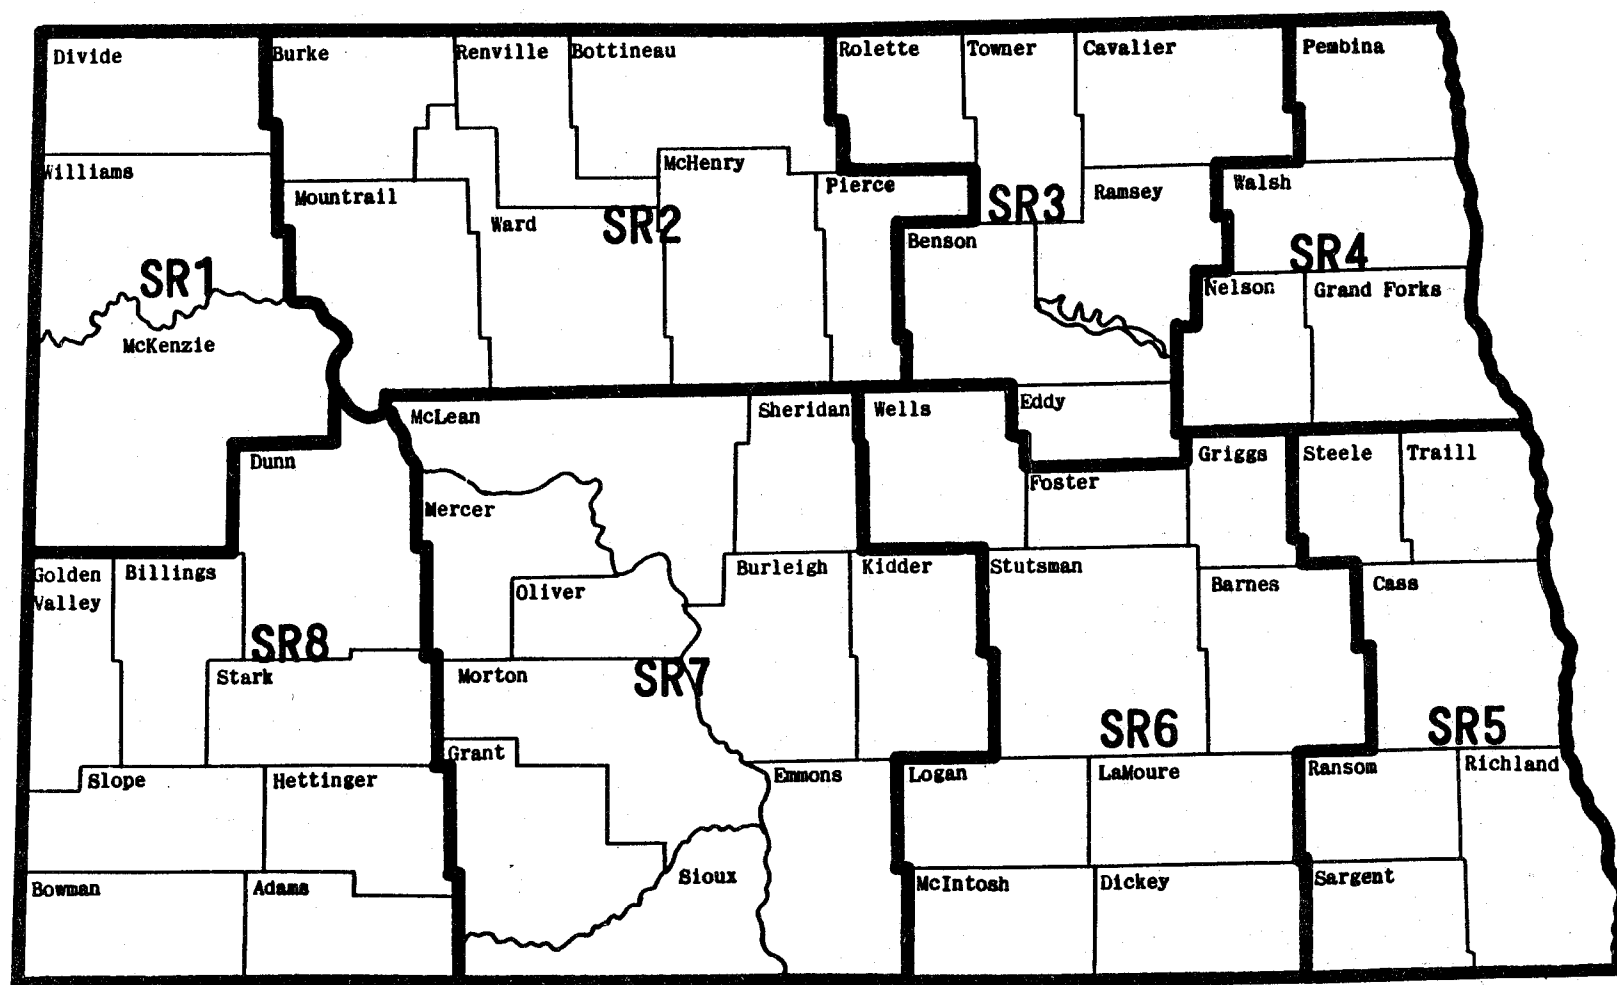 Divide
Burke
Renville
Bottineau
Rolette
Towner
Cavalier
Pembina
Williams
Mountrail
Ward
McHenry
Pierce
Ramsey
Walsh
SR1
SR2
SR3
SR4
Benson
Nelson
Grand Forks
McKenzie
McLean
Sheridan
Wells
Eddy
Dunn
Mercer
Foster
Griggs
Steele
Traill
Golden
Valley
Billings
Oliver
Burleigh
Kidder
Stutsman
Barnes
Cass
SR8
Stark
Morton
SR7
SR6
SR5
Slope
Hettinger
Grant
Emmons
Logan
LaMoure
Ransom
Richland
Bowman
Adams
Sioux
McIntosh
Dickey
Sargent